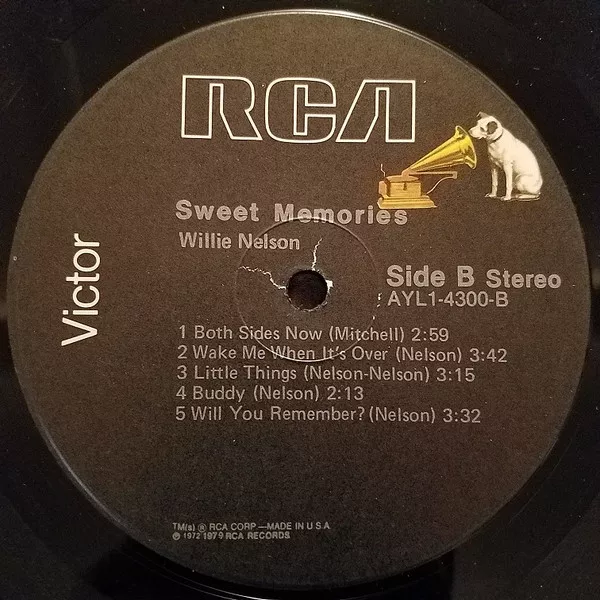 RCA
Sweet Memories
Willie Nelson
Victor
Side B Stereo
AYL1-4300-B
1 Both Sides Now (Mitchell) 2:59
2 Wake Me When It's Over (Nelson) 3:42
3 Little Things (Nelson-Nelson) 3:15
4 Buddy (Nelson) 2:13
5 Will You Remember? (Nelson) 3:32
TM(s) ® RCA CORP.—MADE IN U.S.A
℗ 1972 1979 RCA RECORDS